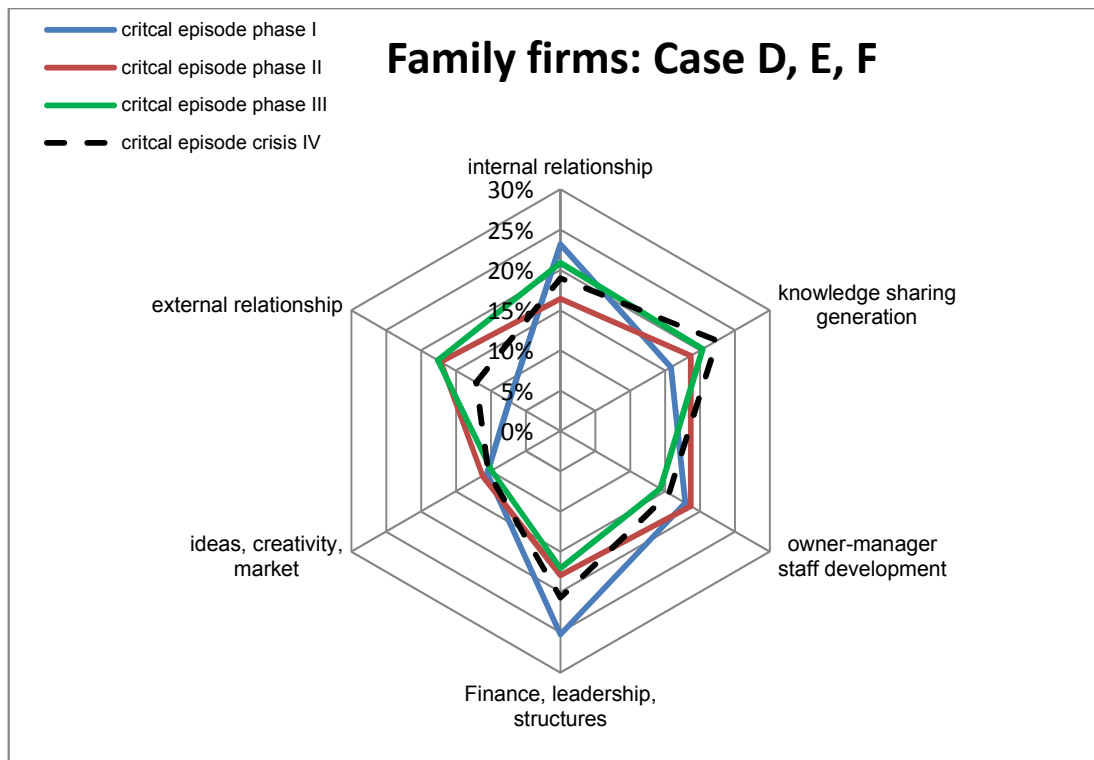 critcal episode phase I
critcal episode phase II
critcal episode phase III
critcal episode crisis IV
Family firms: Case D, E, F
internal relationship
30%
25%
20%
15%
10%
5%
0%
knowledge sharing
generation
owner-manager
staff development
Finance, leadership,
structures
ideas, creativity,
market
external relationship